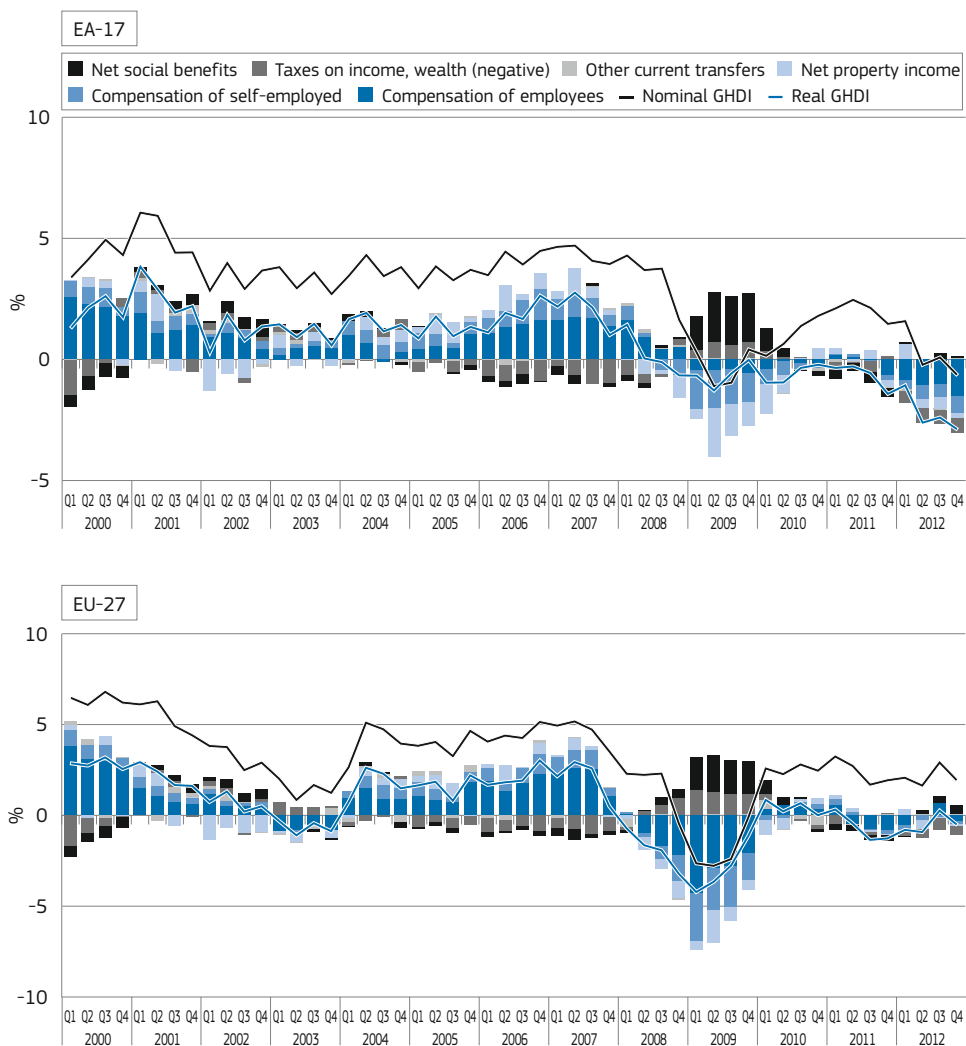 EA-17
Net social benefits Taxes on income, wealth (negative) Other current transfers Net property income
Compensation of self-employed Compensation of employees Nominal GHDI Real GHDI
10
5
%
0
-5
Q1 Q2 Q3 Q4 Q1 Q2 Q3 Q4 Q1 Q2 Q3 Q4 Q1 Q2 Q3 Q4 Q1 Q2 Q3 Q4 Q1 Q2 Q3 Q4 Q1 Q2 Q3 Q4 Q1 Q2 Q3 Q4 Q1 Q2 Q3 Q4 Q1 Q2 Q3 Q4 Q1 Q2 Q3 Q4 Q1 Q2 Q3 Q4 Q1 Q2 Q3 Q4
2000 2001 2002 2003 2004 2005 2006 2007 2008 2009 2010 2011 2012
EU-27
10
5
%
0
-5
-10
Q1 Q2 Q3 Q4 Q1 Q2 Q3 Q4 Q1 Q2 Q3 Q4 Q1 Q2 Q3 Q4 Q1 Q2 Q3 Q4 Q1 Q2 Q3 Q4 Q1 Q2 Q3 Q4 Q1 Q2 Q3 Q4 Q1 Q2 Q3 Q4 Q1 Q2 Q3 Q4 Q1 Q2 Q3 Q4 Q1 Q2 Q3 Q4 Q1 Q2 Q3 Q4
2000 2001 2002 2003 2004 2005 2006 2007 2008 2009 2010 2011 2012